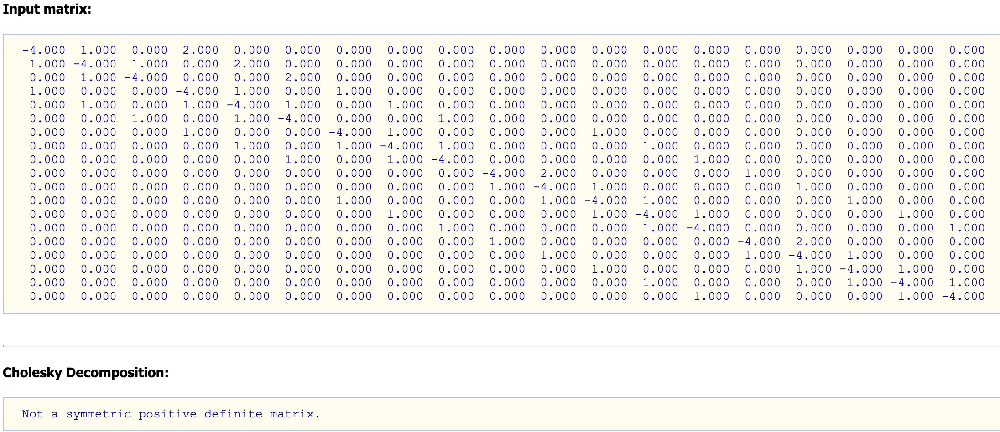 Input matrix:
-4.000 1.000 0.000 2.000 0.000 0.000 0.000 0.000 0.000 0.000 0.000 0.000 0.000 0.000 0.000 0.000 0.000 0.000 0.000
1.000 -4.000 1.000 0.000 2.000 0.000 0.000 0.000 0.000 0.000 0.000 0.000 0.000 0.000 0.000 0.000 0.000 0.000 0.000
0.000 1.000 -4.000 0.000 0.000 2.000 0.000 0.000 0.000 0.000 0.000 0.000 0.000 0.000 0.000 0.000 0.000 0.000 0.000
1.000 0.000 0.000 -4.000 1.000 0.000 1.000 0.000 0.000 0.000 0.000 0.000 0.000 0.000 0.000 0.000 0.000 0.000 0.000
0.000 1.000 0.000 1.000 -4.000 1.000 0.000 1.000 0.000 0.000 0.000 0.000 0.000 0.000 0.000 0.000 0.000 0.000 0.000
0.000 0.000 1.000 0.000 1.000 -4.000 0.000 0.000 1.000 0.000 0.000 0.000 0.000 0.000 0.000 0.000 0.000 0.000 0.000
0.000 0.000 0.000 1.000 0.000 0.000 -4.000 1.000 0.000 0.000 0.000 1.000 0.000 0.000 0.000 0.000 0.000 0.000 0.000
0.000 0.000 0.000 0.000 1.000 0.000 1.000 -4.000 1.000 0.000 0.000 0.000 1.000 0.000 0.000 0.000 0.000 0.000 0.000
0.000 0.000 0.000 0.000 0.000 1.000 0.000 1.000 -4.000 0.000 0.000 0.000 0.000 1.000 0.000 0.000 0.000 0.000 0.000
0.000 0.000 0.000 0.000 0.000 0.000 0.000 0.000 0.000 -4.000 2.000 0.000 0.000 0.000 1.000 0.000 0.000 0.000 0.000
0.000 0.000 0.000 0.000 0.000 0.000 0.000 0.000 0.000 1.000 -4.000 1.000 0.000 0.000 0.000 1.000 0.000 0.000 0.000
0.000 0.000 0.000 0.000 0.000 0.000 1.000 0.000 0.000 0.000 1.000 -4.000 1.000 0.000 0.000 0.000 1.000 0.000 0.000
0.000 0.000 0.000 0.000 0.000 0.000 0.000 1.000 0.000 0.000 0.000 1.000 -4.000 1.000 0.000 0.000 0.000 1.000 0.000
0.000 0.000 0.000 0.000 0.000 0.000 0.000 0.000 1.000 0.000 0.000 0.000 1.000 -4.000 0.000 0.000 0.000 0.000 1.000
0.000 0.000 0.000 0.000 0.000 0.000 0.000 0.000 0.000 1.000 0.000 0.000 0.000 0.000 -4.000 2.000 0.000 0.000 0.000
0.000 0.000 0.000 0.000 0.000 0.000 0.000 0.000 0.000 0.000 1.000 0.000 0.000 0.000 1.000 -4.000 1.000 0.000 0.000
0.000 0.000 0.000 0.000 0.000 0.000 0.000 0.000 0.000 0.000 0.000 1.000 0.000 0.000 0.000 1.000 -4.000 1.000 0.000
0.000 0.000 0.000 0.000 0.000 0.000 0.000 0.000 0.000 0.000 0.000 0.000 1.000 0.000 0.000 0.000 1.000 -4.000 1.000
0.000 0.000 0.000 0.000 0.000 0.000 0.000 0.000 0.000 0.000 0.000 0.000 0.000 1.000 0.000 0.000 0.000 1.000 -4.000
Cholesky Decomposition:
Not a symmetric positive definite matrix.